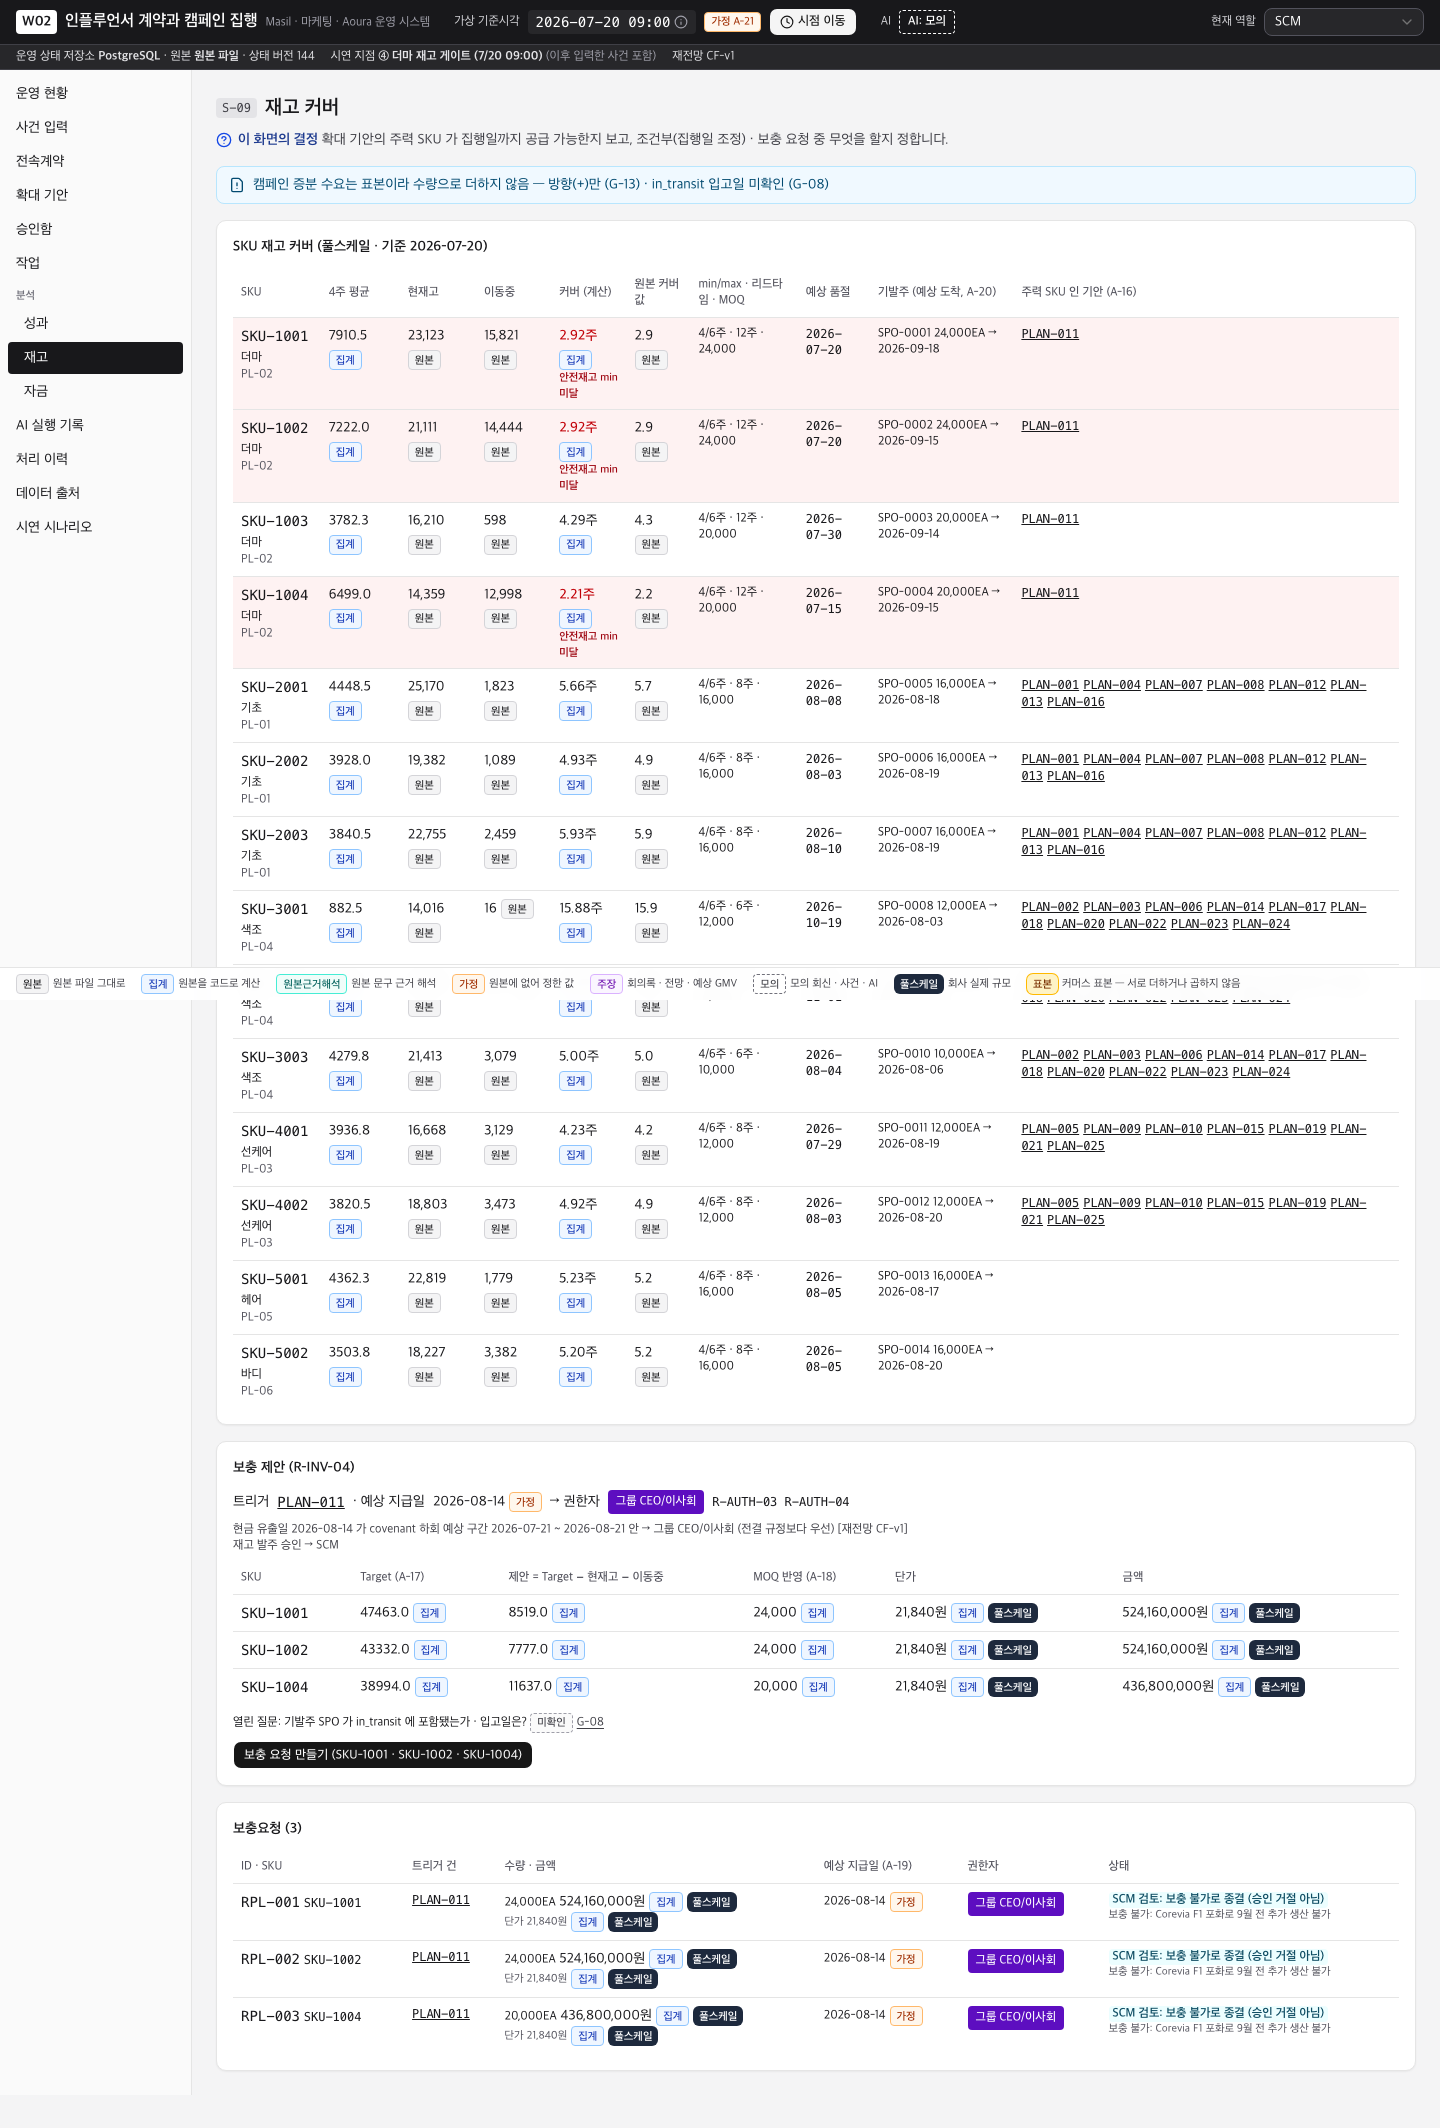 W02 인플루언서 계약과 캠페인 집행 Masil · 마케팅 · Aoura 운영 시스템 가상 기준시각 2026-07-20 09:00 가정 A-21 시점 이동 AI AI: 모의 현재 역할 SCM
운영 상태 저장소 PostgreSQL · 원본 원본 파일 · 상태 버전 144 시연 지점 ④ 더마 재고 게이트 (7/20 09:00) (이후 입력한 사건 포함) 재전망 CF-v1
운영 현황
사건 입력
전속계약
확대 기안
승인함
작업
분석
성과
재고
자금
AI 실행 기록
처리 이력
데이터 출처
시연 시나리오
S-09 재고 커버
이 화면의 결정 확대 기안의 주력 SKU 가 집행일까지 공급 가능한지 보고, 조건부(집행일 조정) · 보충 요청 중 무엇을 할지 정합니다.
캠페인 증분 수요는 표본이라 수량으로 더하지 않음 — 방향(+)만 (G-13) · in_transit 입고일 미확인 (G-08)
SKU 재고 커버 (풀스케일 · 기준 2026-07-20)
SKU 4주 평균 현재고 이동중 커버 (계산) 원본 커버 값 min/max · 리드타임 · MOQ 예상 품절 기발주 (예상 도착, A-20) 주력 SKU 인 기안 (A-16)
SKU-1001 7910.5 23,123 15,821 2.92주 2.9 4/6주 · 12주 · 24,000 2026-07-20 SPO-0001 24,000EA → 2026-09-18 PLAN-011
더마 집계 원본 원본 집계 원본
PL-02 안전재고 min 미달
SKU-1002 7222.0 21,111 14,444 2.92주 2.9 4/6주 · 12주 · 24,000 2026-07-20 SPO-0002 24,000EA → 2026-09-15 PLAN-011
더마 집계 원본 원본 집계 원본
PL-02 안전재고 min 미달
SKU-1003 3782.3 16,210 598 4.29주 4.3 4/6주 · 12주 · 20,000 2026-07-30 SPO-0003 20,000EA → 2026-09-14 PLAN-011
더마 집계 원본 원본 집계 원본
PL-02
SKU-1004 6499.0 14,359 12,998 2.21주 2.2 4/6주 · 12주 · 20,000 2026-07-15 SPO-0004 20,000EA → 2026-09-15 PLAN-011
더마 집계 원본 원본 집계 원본
PL-02 안전재고 min 미달
SKU-2001 4448.5 25,170 1,823 5.66주 5.7 4/6주 · 8주 · 16,000 2026-08-08 SPO-0005 16,000EA → 2026-08-18 PLAN-001 PLAN-004 PLAN-007 PLAN-008 PLAN-012 PLAN-013 PLAN-016
기초 집계 원본 원본 집계 원본
PL-01
SKU-2002 3928.0 19,382 1,089 4.93주 4.9 4/6주 · 8주 · 16,000 2026-08-03 SPO-0006 16,000EA → 2026-08-19 PLAN-001 PLAN-004 PLAN-007 PLAN-008 PLAN-012 PLAN-013 PLAN-016
기초 집계 원본 원본 집계 원본
PL-01
SKU-2003 3840.5 22,755 2,459 5.93주 5.9 4/6주 · 8주 · 16,000 2026-08-10 SPO-0007 16,000EA → 2026-08-19 PLAN-001 PLAN-004 PLAN-007 PLAN-008 PLAN-012 PLAN-013 PLAN-016
기초 집계 원본 원본 집계 원본
PL-01
SKU-3001 882.5 14,016 16 원본 15.88주 15.9 4/6주 · 6주 · 12,000 2026-10-19 SPO-0008 12,000EA → 2026-08-03 PLAN-002 PLAN-003 PLAN-006 PLAN-014 PLAN-017 PLAN-018 PLAN-020 PLAN-022 PLAN-023 PLAN-024
색조 집계 원본 집계 원본
PL-04
원본 원본 파일 그대로 집계 원본을 코드로 계산 원본근거해석 원본 문구 근거 해석 가정 원본에 없어 정한 값 주장 회의록 · 전망 · 예상 GMV 모의 모의 회신 · 사건 · AI 풀스케일 회사 실제 규모 표본 커머스 표본 — 서로 더하거나 곱하지 않음
색조 집계 원본 원본 집계 원본
PL-04
SKU-3003 4279.8 21,413 3,079 5.00주 5.0 4/6주 · 6주 · 10,000 2026-08-04 SPO-0010 10,000EA → 2026-08-06 PLAN-002 PLAN-003 PLAN-006 PLAN-014 PLAN-017 PLAN-018 PLAN-020 PLAN-022 PLAN-023 PLAN-024
색조 집계 원본 원본 집계 원본
PL-04
SKU-4001 3936.8 16,668 3,129 4.23주 4.2 4/6주 · 8주 · 12,000 2026-07-29 SPO-0011 12,000EA → 2026-08-19 PLAN-005 PLAN-009 PLAN-010 PLAN-015 PLAN-019 PLAN-021 PLAN-025
선케어 집계 원본 원본 집계 원본
PL-03
SKU-4002 3820.5 18,803 3,473 4.92주 4.9 4/6주 · 8주 · 12,000 2026-08-03 SPO-0012 12,000EA → 2026-08-20 PLAN-005 PLAN-009 PLAN-010 PLAN-015 PLAN-019 PLAN-021 PLAN-025
선케어 집계 원본 원본 집계 원본
PL-03
SKU-5001 4362.3 22,819 1,779 5.23주 5.2 4/6주 · 8주 · 16,000 2026-08-05 SPO-0013 16,000EA → 2026-08-17
헤어 집계 원본 원본 집계 원본
PL-05
SKU-5002 3503.8 18,227 3,382 5.20주 5.2 4/6주 · 8주 · 16,000 2026-08-05 SPO-0014 16,000EA → 2026-08-20
바디 집계 원본 원본 집계 원본
PL-06
보충 제안 (R-INV-04)
트리거 PLAN-011 · 예상 지급일 2026-08-14 가정 → 권한자 그룹 CEO/이사회 R-AUTH-03 R-AUTH-04
현금 유출일 2026-08-14 가 covenant 하회 예상 구간 2026-07-21 ~ 2026-08-21 안 → 그룹 CEO/이사회 (전결 규정보다 우선) [재전망 CF-v1]
재고 발주 승인 → SCM
SKU Target (A-17) 제안 = Target − 현재고 − 이동중 MOQ 반영 (A-18) 단가 금액
SKU-1001 47463.0 집계 8519.0 집계 24,000 집계 21,840원 집계 풀스케일 524,160,000원 집계 풀스케일
SKU-1002 43332.0 집계 7777.0 집계 24,000 집계 21,840원 집계 풀스케일 524,160,000원 집계 풀스케일
SKU-1004 38994.0 집계 11637.0 집계 20,000 집계 21,840원 집계 풀스케일 436,800,000원 집계 풀스케일
열린 질문: 기발주 SPO 가 in_transit 에 포함됐는가 · 입고일은? 미확인 G-08
보충 요청 만들기 (SKU-1001 · SKU-1002 · SKU-1004)
보충요청 (3)
ID · SKU 트리거 건 수량 · 금액 예상 지급일 (A-19) 권한자 상태
RPL-001 SKU-1001 PLAN-011 24,000EA 524,160,000원 집계 풀스케일 2026-08-14 가정 그룹 CEO/이사회 SCM 검토: 보충 불가로 종결 (승인 거절 아님)
단가 21,840원 집계 풀스케일 보충 불가: Corevia F1 포화로 9월 전 추가 생산 불가
RPL-002 SKU-1002 PLAN-011 24,000EA 524,160,000원 집계 풀스케일 2026-08-14 가정 그룹 CEO/이사회 SCM 검토: 보충 불가로 종결 (승인 거절 아님)
단가 21,840원 집계 풀스케일 보충 불가: Corevia F1 포화로 9월 전 추가 생산 불가
RPL-003 SKU-1004 PLAN-011 20,000EA 436,800,000원 집계 풀스케일 2026-08-14 가정 그룹 CEO/이사회 SCM 검토: 보충 불가로 종결 (승인 거절 아님)
단가 21,840원 집계 풀스케일 보충 불가: Corevia F1 포화로 9월 전 추가 생산 불가